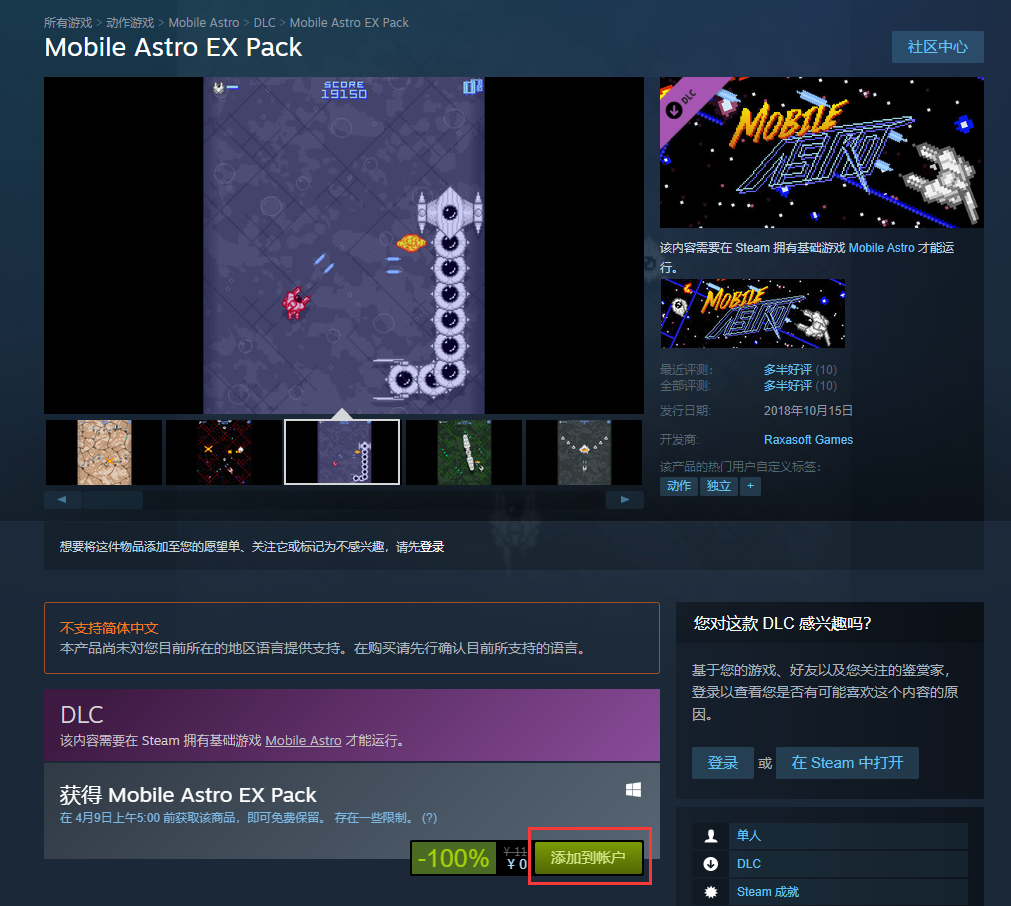 所有游戏 > 动作游戏 > Mobile Astro > DLC > Mobile Astro EX Pack
Mobile Astro EX Pack
社区中心
SCORE
19150
DLC
MOBILE
ASTRO
该内容需要在 Steam 拥有基础游戏 Mobile Astro 才能运
行。
MOBILE
ASTRO
最近评测:
多半好评 (10)
全部评测:
多半好评 (10)
发行日期:
2018年10月15日
开发商:
Raxasoft Games
该产品的热门用户自定义标签:
动作 独立 +
想要将这件物品添加至您的愿望单、关注它或标记为不感兴趣，请先登录
不支持简体中文
本产品尚未对您目前所在的地区语言提供支持。在购买请先行确认目前所支持的语言。
DLC
该内容需要在 Steam 拥有基础游戏 Mobile Astro 才能运行。
获得 Mobile Astro EX Pack
在 4月9日上午5:00 前获取该商品，即可免费保留。 存在一些限制。 (?)
-100%
¥ 11
¥ 0
添加到帐户
您对这款 DLC 感兴趣吗?
基于您的游戏、好友以及您关注的鉴赏家，
登录以查看您是否有可能喜欢这个内容的原
因。
登录 或 在 Steam 中打开
单人
DLC
Steam 成就